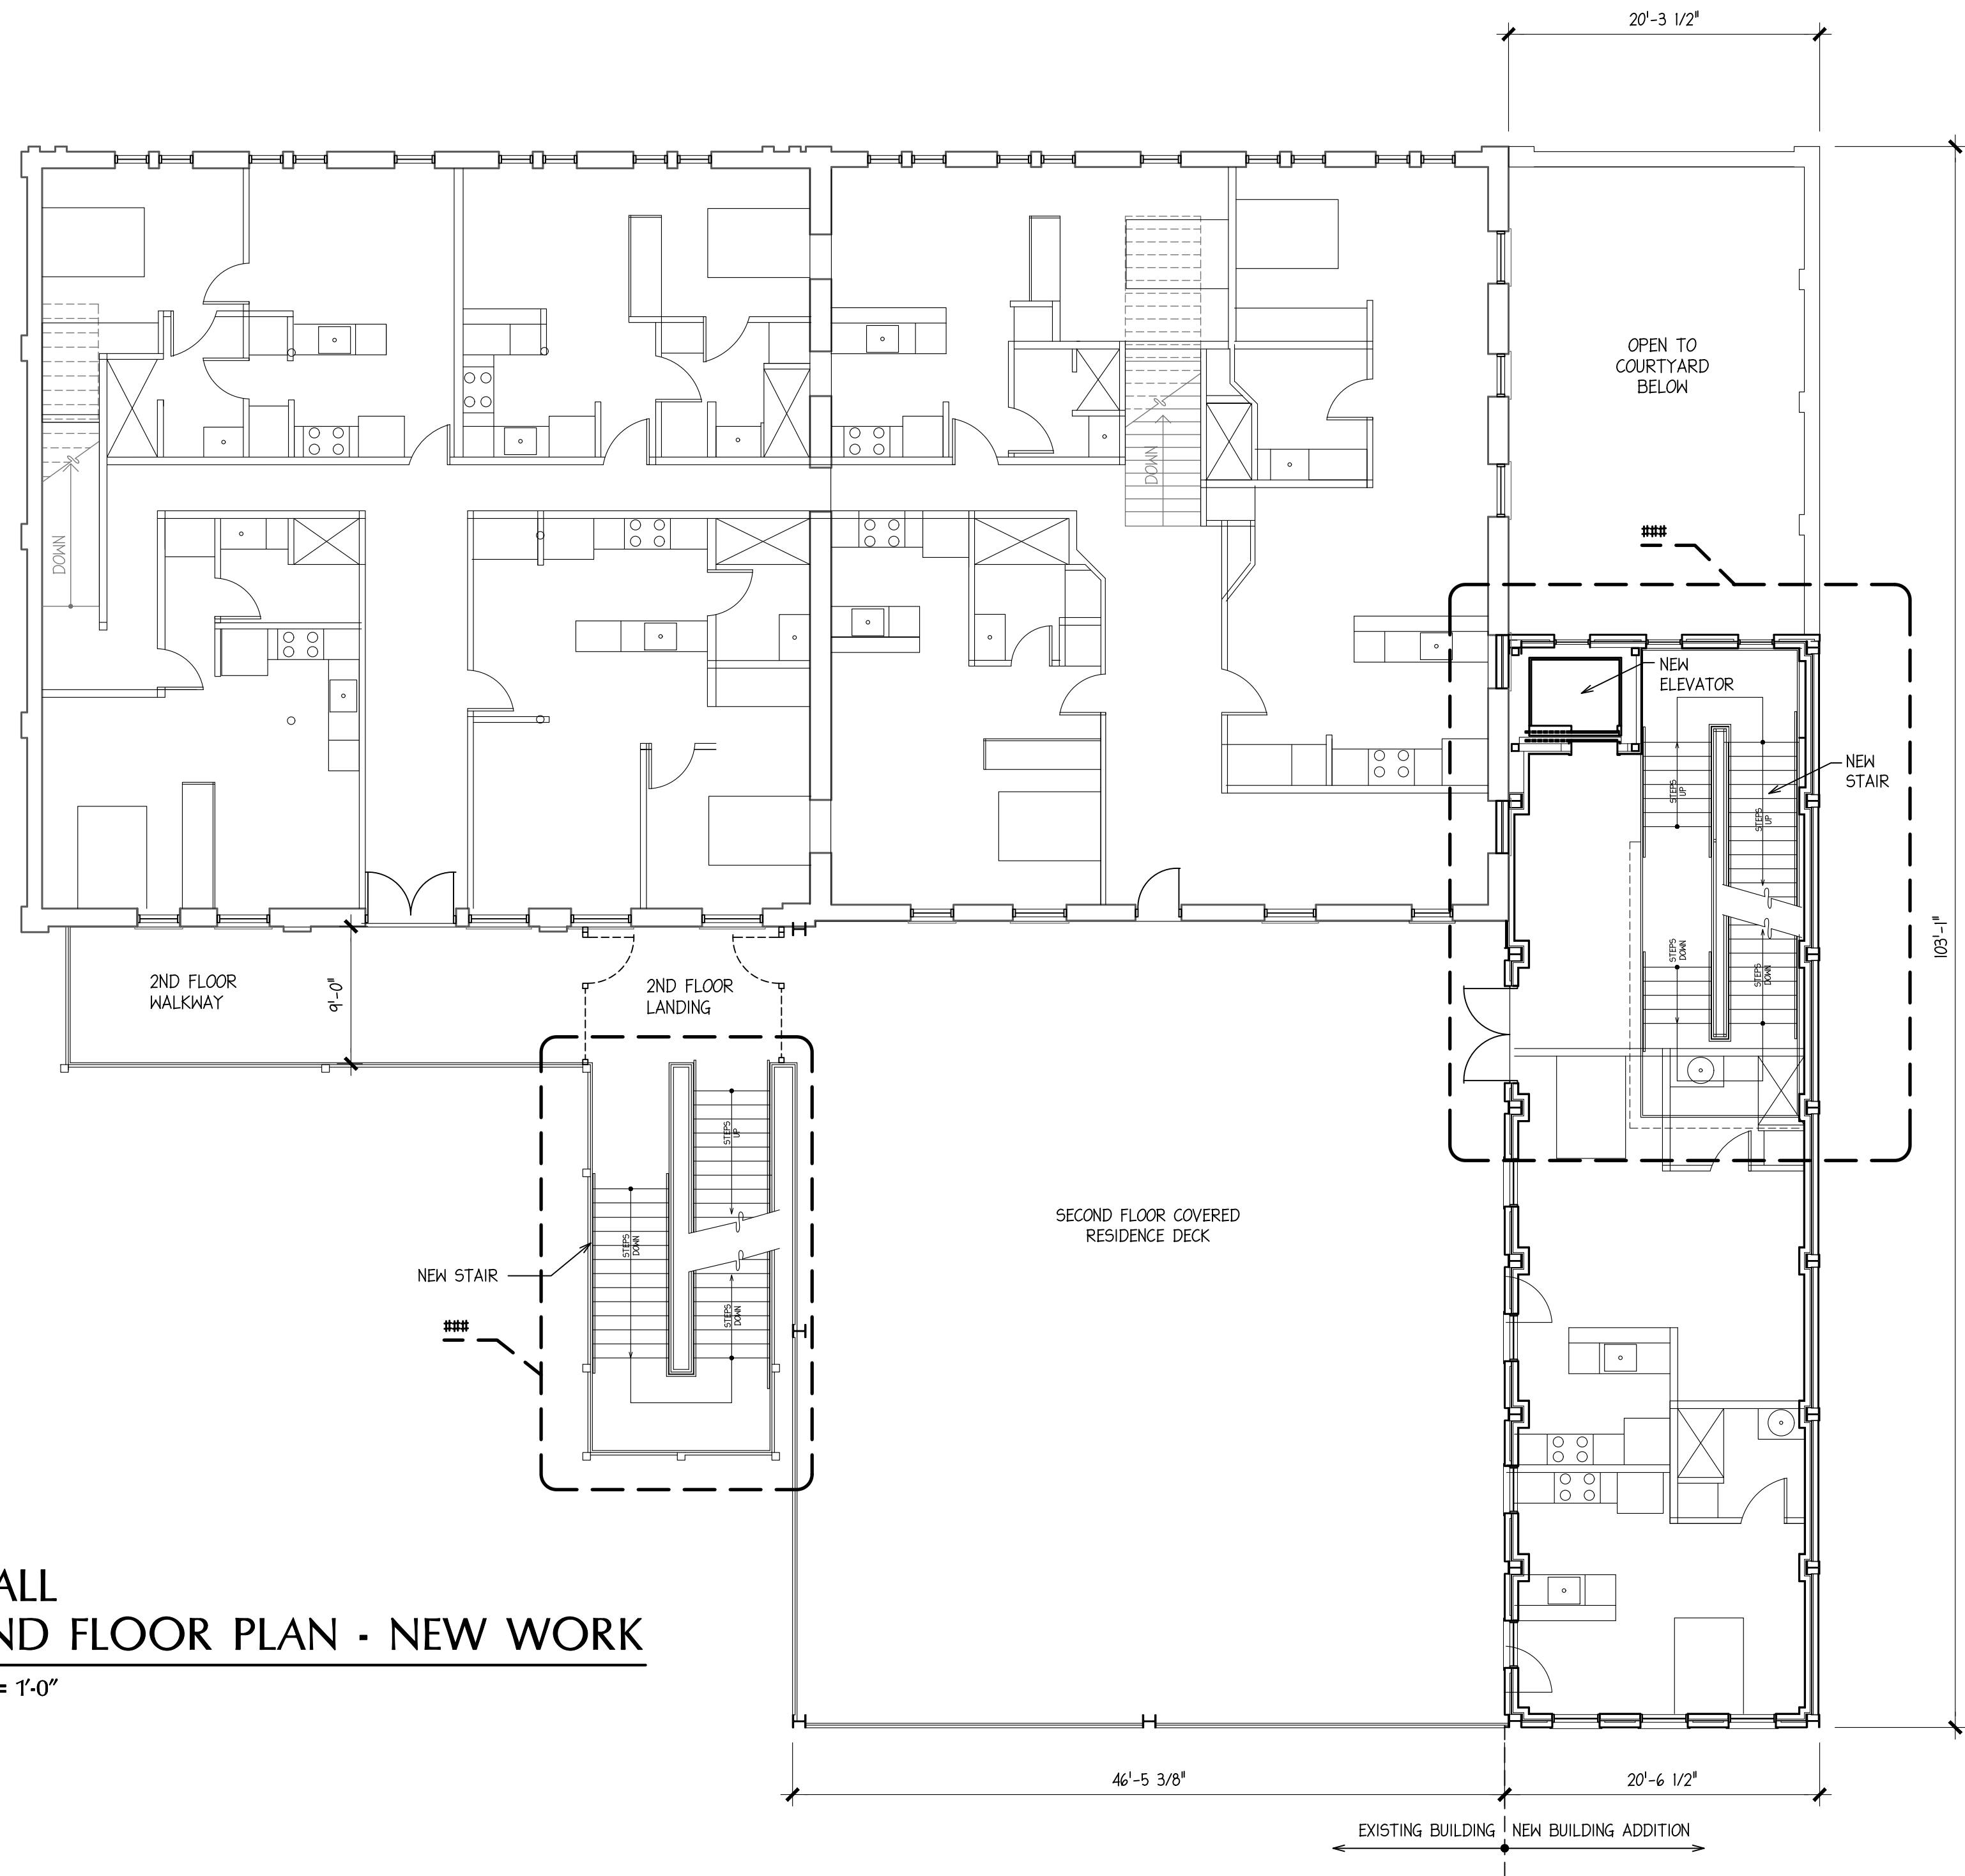 20'-3 1/2"
OPEN TO
COURTYARD
BELOW
###
DOWN
DOWN
NEW
ELEVATOR
NEW
STAIR
STEPS
UP
STEPS
UP
STEPS
DOWN
STEPS
DOWN
103'-1"
2ND FLOOR
WALKWAY
9'-0"
2ND FLOOR
LANDING
STEPS
UP
STEPS
DOWN
STEPS
DOWN
NEW STAIR
###
SECOND FLOOR COVERED
RESIDENCE DECK
ALL
ND FLOOR PLAN - NEW WORK
= 1'-0"
46'-5 3/8"
20'-6 1/2"
EXISTING BUILDING
NEW BUILDING ADDITION